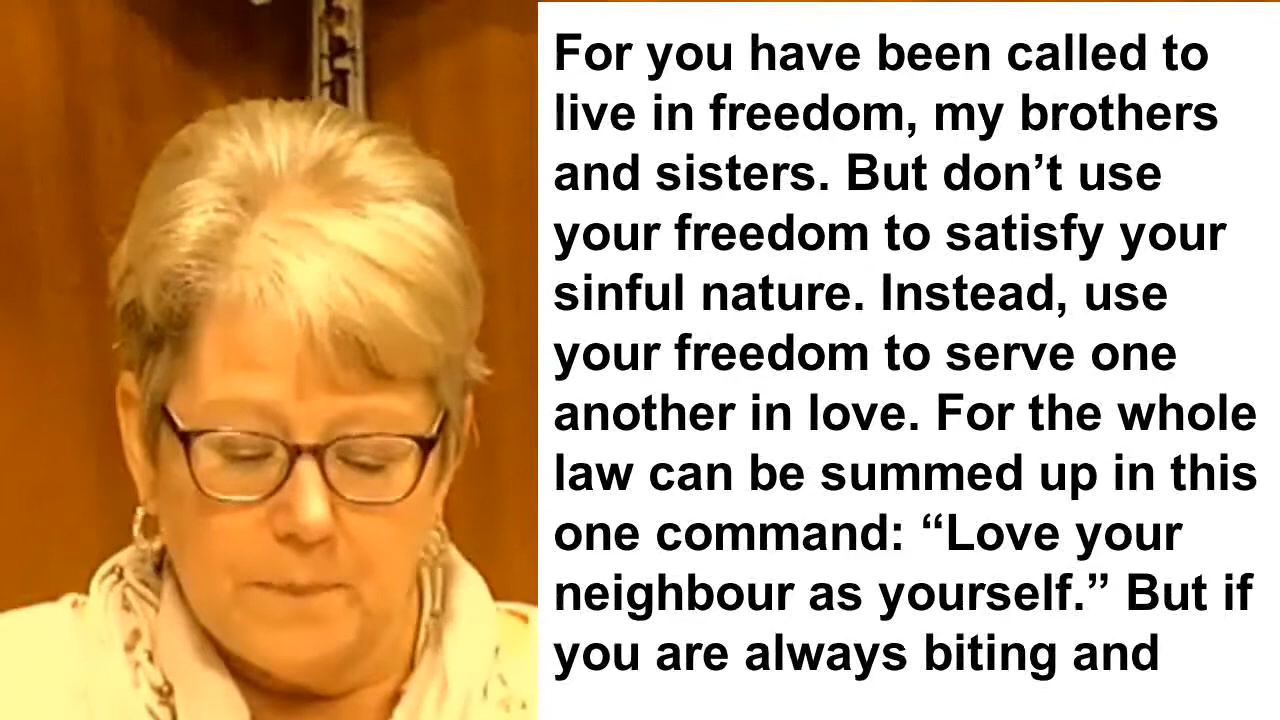 For you have been called to
live in freedom, my brothers
and sisters. But don’t use
your freedom to satisfy your
sinful nature. Instead, use
your freedom to serve one
another in love. For the whole
law can be summed up in this
one command: “Love your
neighbour as yourself.” But if
you are always biting and